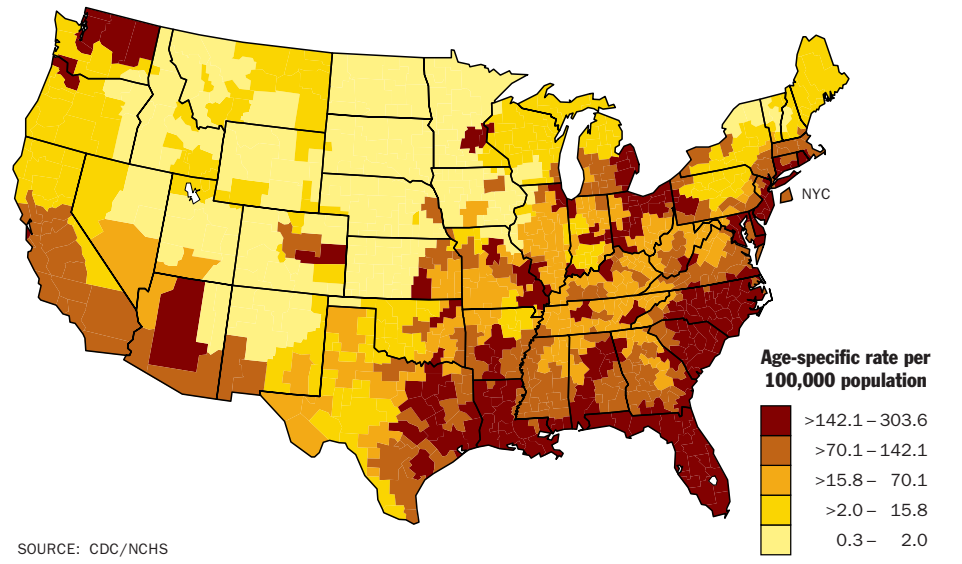 NYC
Age-specific rate per
100,000 population
>142.1 – 303.6
>70.1 – 142.1
>15.8 – 70.1
>2.0 – 15.8
0.3 – 2.0
SOURCE: CDC/NCHS